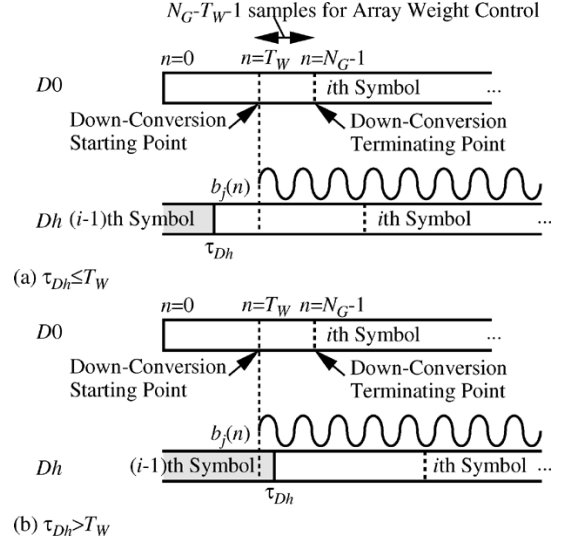 N_G-T_W-1 samples for Array Weight Control
n=0 n=T_W n=N_G-1
D0 ith Symbol ...
Down-Conversion Starting Point Down-Conversion Terminating Point
b_j(n)
Dh (i-1)th Symbol ith Symbol ...
τ_Dh
(a) τ_Dh≤T_W
n=0 n=T_W n=N_G-1
D0 ith Symbol ...
Down-Conversion Starting Point Down-Conversion Terminating Point
b_j(n)
Dh (i-1)th Symbol ith Symbol ...
τ_Dh
(b) τ_Dh>T_W